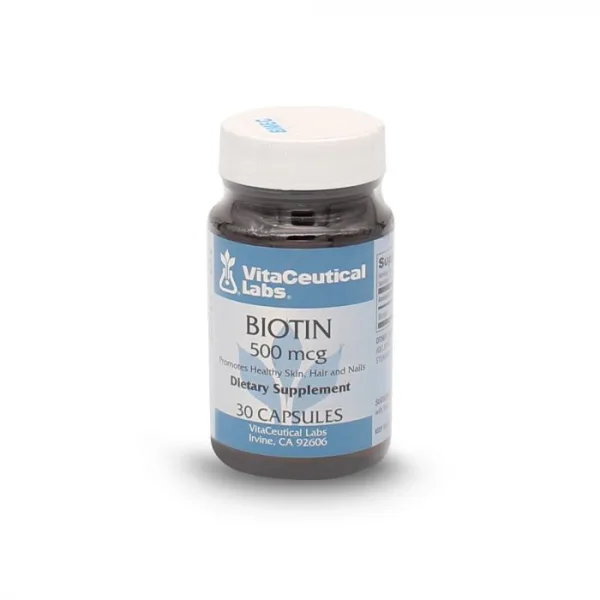 EMEC
VitaCeutical
Labs®
BIOTIN
500 mcg
Promotes Healthy Skin, Hair and Nails
Dietary Supplement
30 CAPSULES
VitaCeutical Labs
Irvine, CA 92606